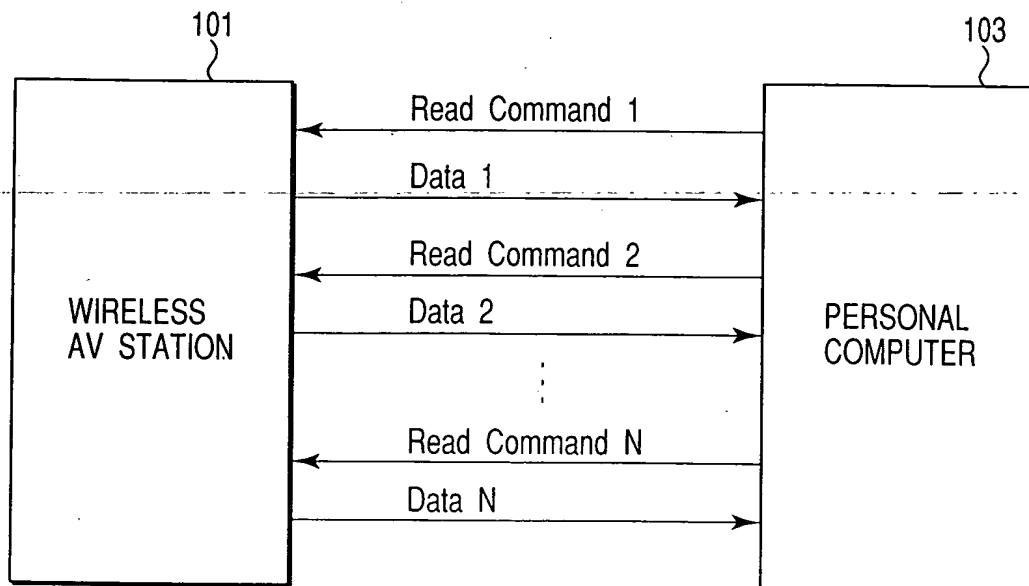 101
103
Read Command 1
Data 1
Read Command 2
Data 2
WIRELESS
AV STATION
PERSONAL
COMPUTER
Read Command N
Data N